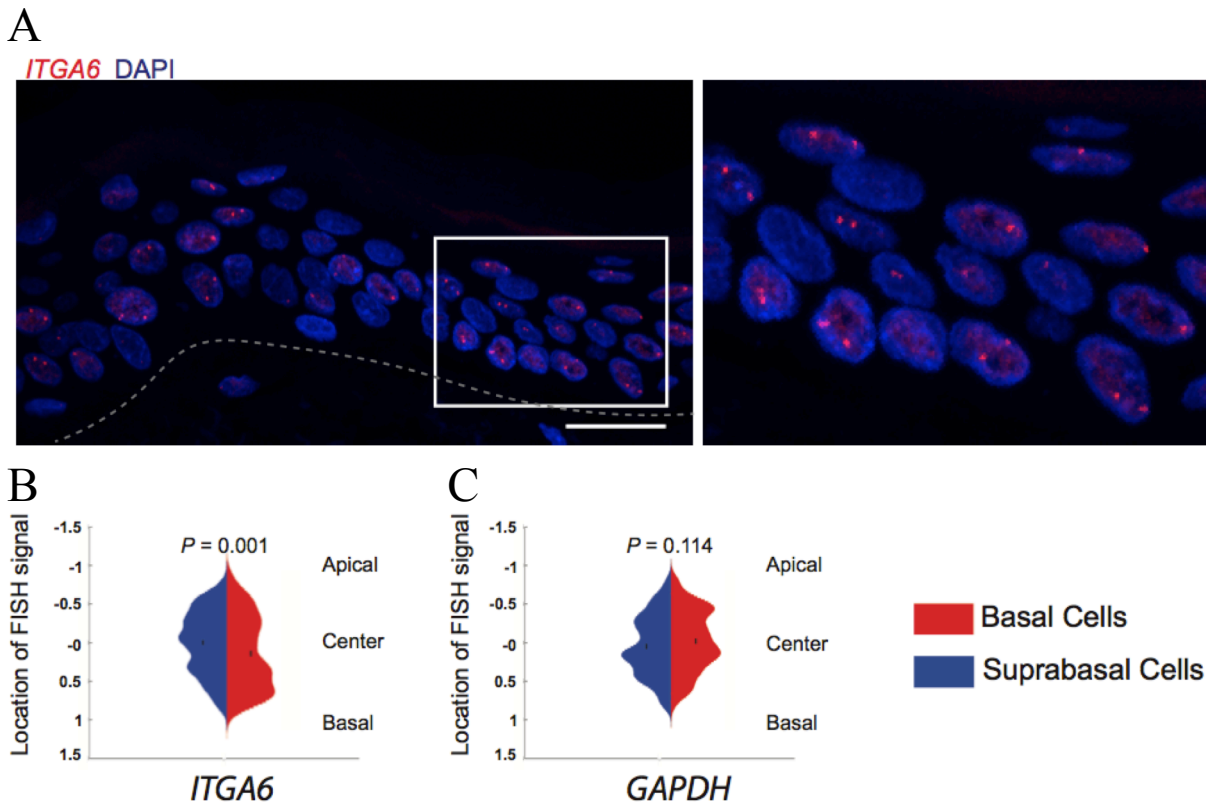 A
ITGA6 DAPI
B
C
Location of FISH signal
-1.5
-1
-0.5
-0
0.5
1
1.5
P = 0.001
Apical
Center
Basal
ITGA6
Location of FISH signal
-1.5
-1
-0.5
-0
0.5
1
1.5
P = 0.114
Apical
Center
Basal
GAPDH
Basal Cells
Suprabasal Cells